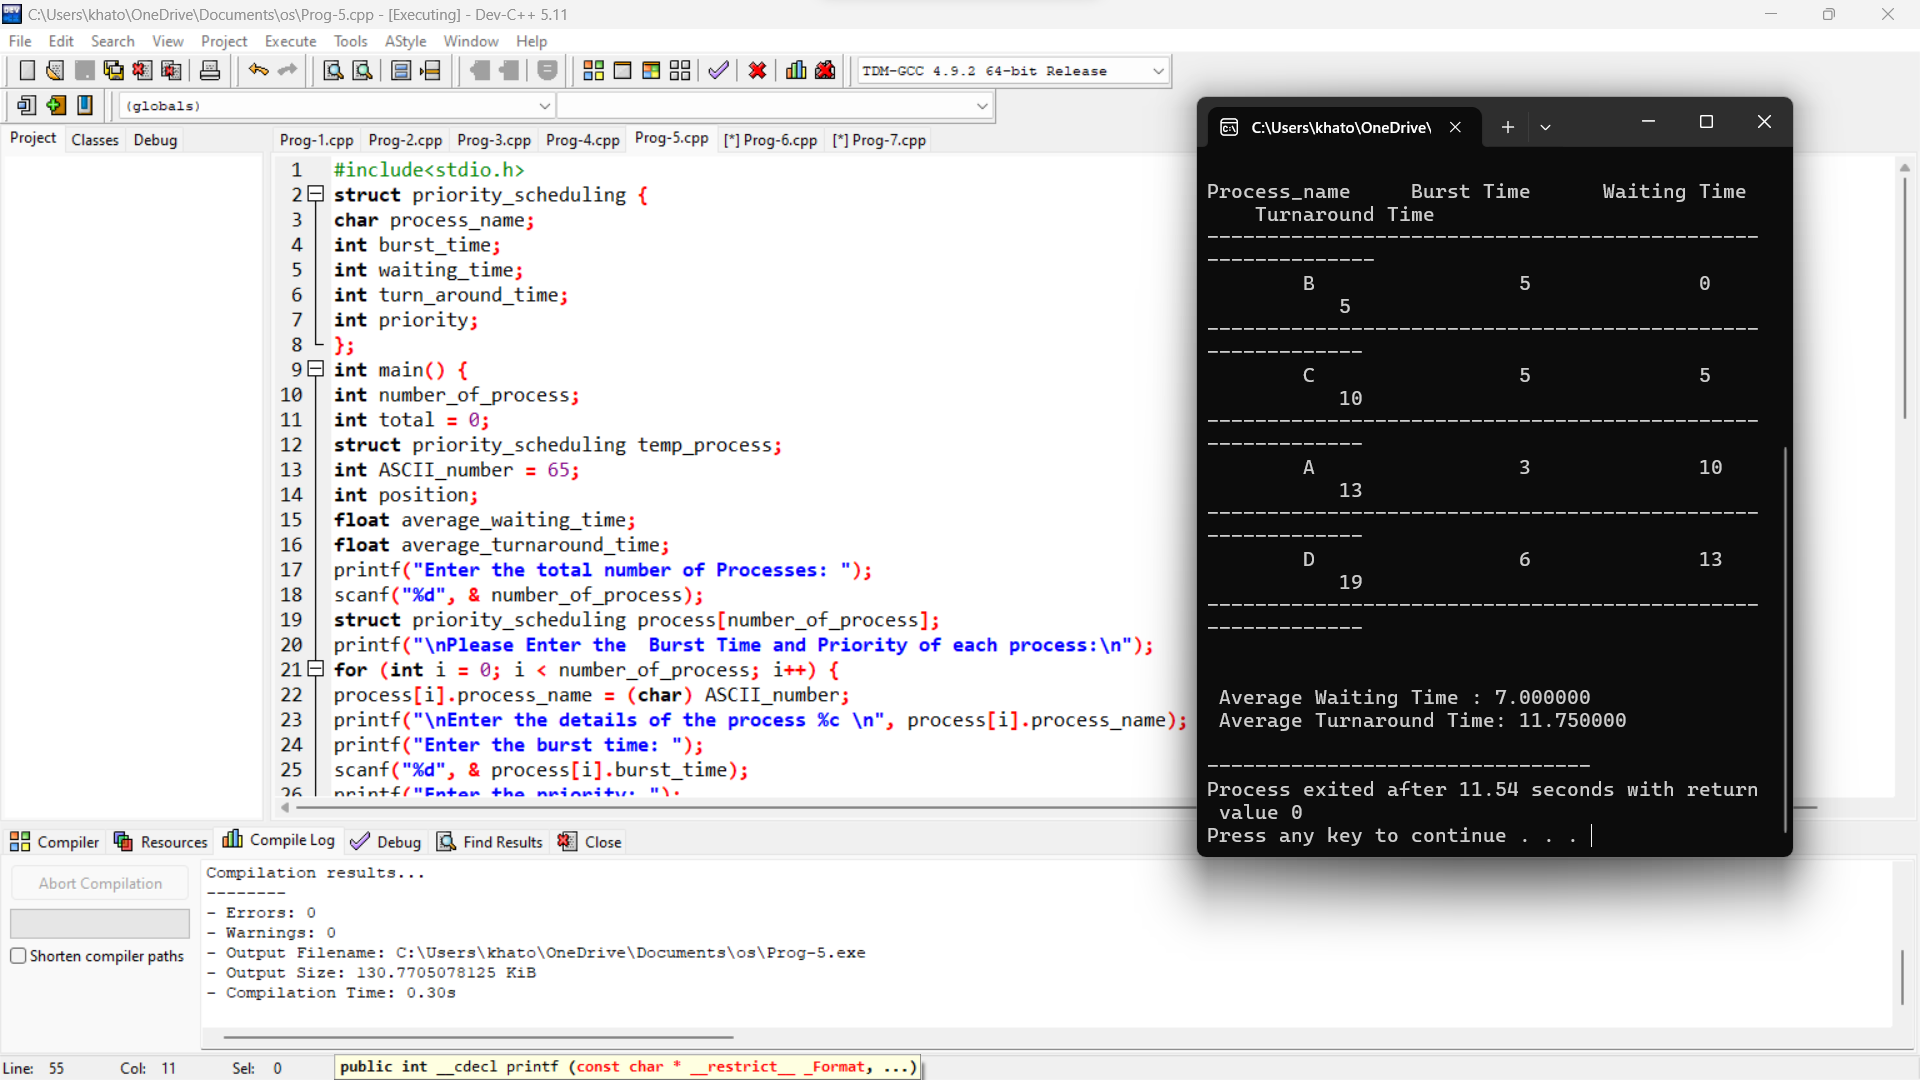 C:\Users\khato\OneDrive\Documents\os\Prog-5.cpp - [Executing] - Dev-C++ 5.11
File Edit Search View Project Execute Tools AStyle Window Help
TDM-GCC 4.9.2 64-bit Release
(globals)
Project Classes Debug
Prog-1.cpp Prog-2.cpp Prog-3.cpp Prog-4.cpp Prog-5.cpp [*] Prog-6.cpp [*] Prog-7.cpp
1 #include<stdio.h>
2 struct priority_scheduling {
3 char process_name;
4 int burst_time;
5 int waiting_time;
6 int turn_around_time;
7 int priority;
8 };
9 int main() {
10 int number_of_process;
11 int total = 0;
12 struct priority_scheduling temp_process;
13 int ASCII_number = 65;
14 int position;
15 float average_waiting_time;
16 float average_turnaround_time;
17 printf("Enter the total number of Processes: ");
18 scanf("%d", & number_of_process);
19 struct priority_scheduling process[number_of_process];
20 printf("\nPlease Enter the  Burst Time and Priority of each process:\n");
21 for (int i = 0; i < number_of_process; i++) {
22 process[i].process_name = (char) ASCII_number;
23 printf("\nEnter the details of the process %c \n", process[i].process_name);
24 printf("Enter the burst time: ");
25 scanf("%d", & process[i].burst_time);
26 printf("Enter the priority: ");
C:\Users\khato\OneDrive\
Process_name Burst Time Waiting Time
Turnaround Time
----------------------------------------------
--------------
B 5 0
5
----------------------------------------------
-------------
C 5 5
10
----------------------------------------------
-------------
A 3 10
13
----------------------------------------------
-------------
D 6 13
19
----------------------------------------------
-------------
Average Waiting Time : 7.000000
Average Turnaround Time: 11.750000
--------------------------------
Process exited after 11.54 seconds with return
value 0
Press any key to continue . . .
Compiler Resources Compile Log Debug Find Results Close
Abort Compilation
Shorten compiler paths
Compilation results...
--------
- Errors: 0
- Warnings: 0
- Output Filename: C:\Users\khato\OneDrive\Documents\os\Prog-5.exe
- Output Size: 130.7705078125 KiB
- Compilation Time: 0.30s
Line: 55 Col: 11 Sel: 0
public int __cdecl printf (const char * __restrict__ _Format, ...)